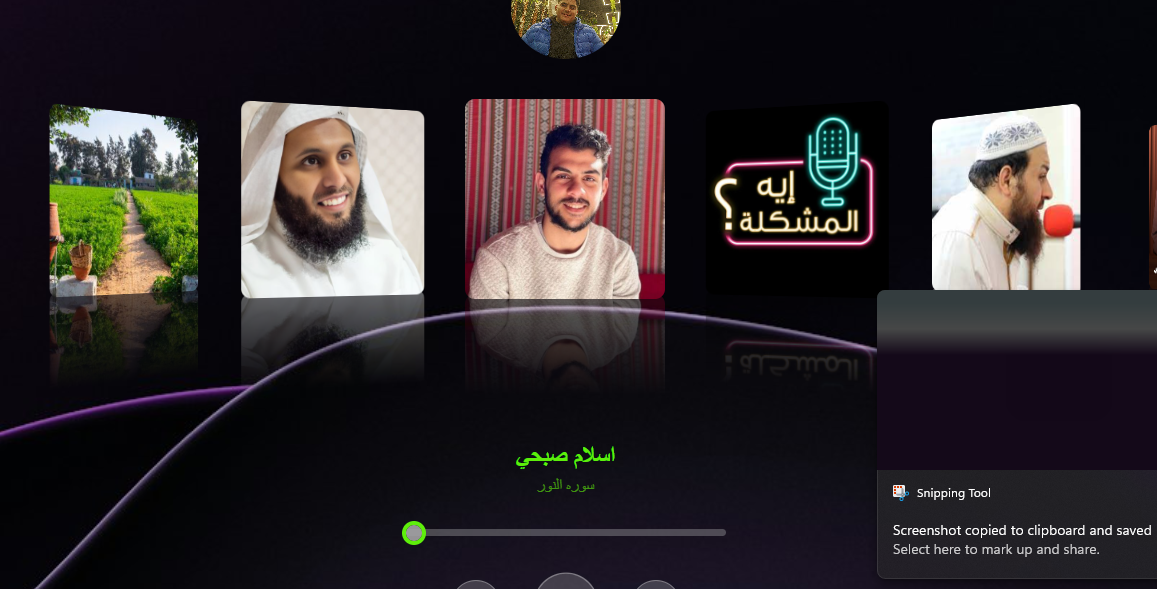 إيه
المشكلة؟
اسلام صبحي
سوره النور
Snipping Tool
Screenshot copied to clipboard and saved
Select here to mark up and share.